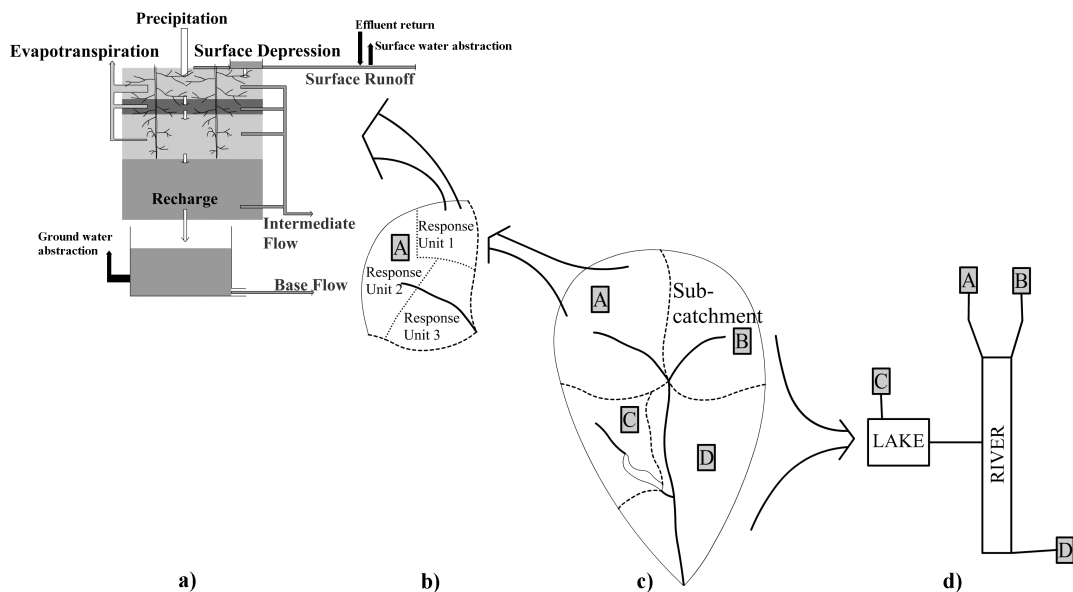 Precipitation
Evapotranspiration
Surface Depression
Effluent return
Surface water abstraction
Surface Runoff
Recharge
Intermediate
Flow
Ground water
abstraction
Base Flow
a)
A
Response
Unit 1
Response
Unit 2
Response
Unit 3
b)
A
Sub-
catchment
B
C
D
c)
A
B
C
LAKE
RIVER
D
d)